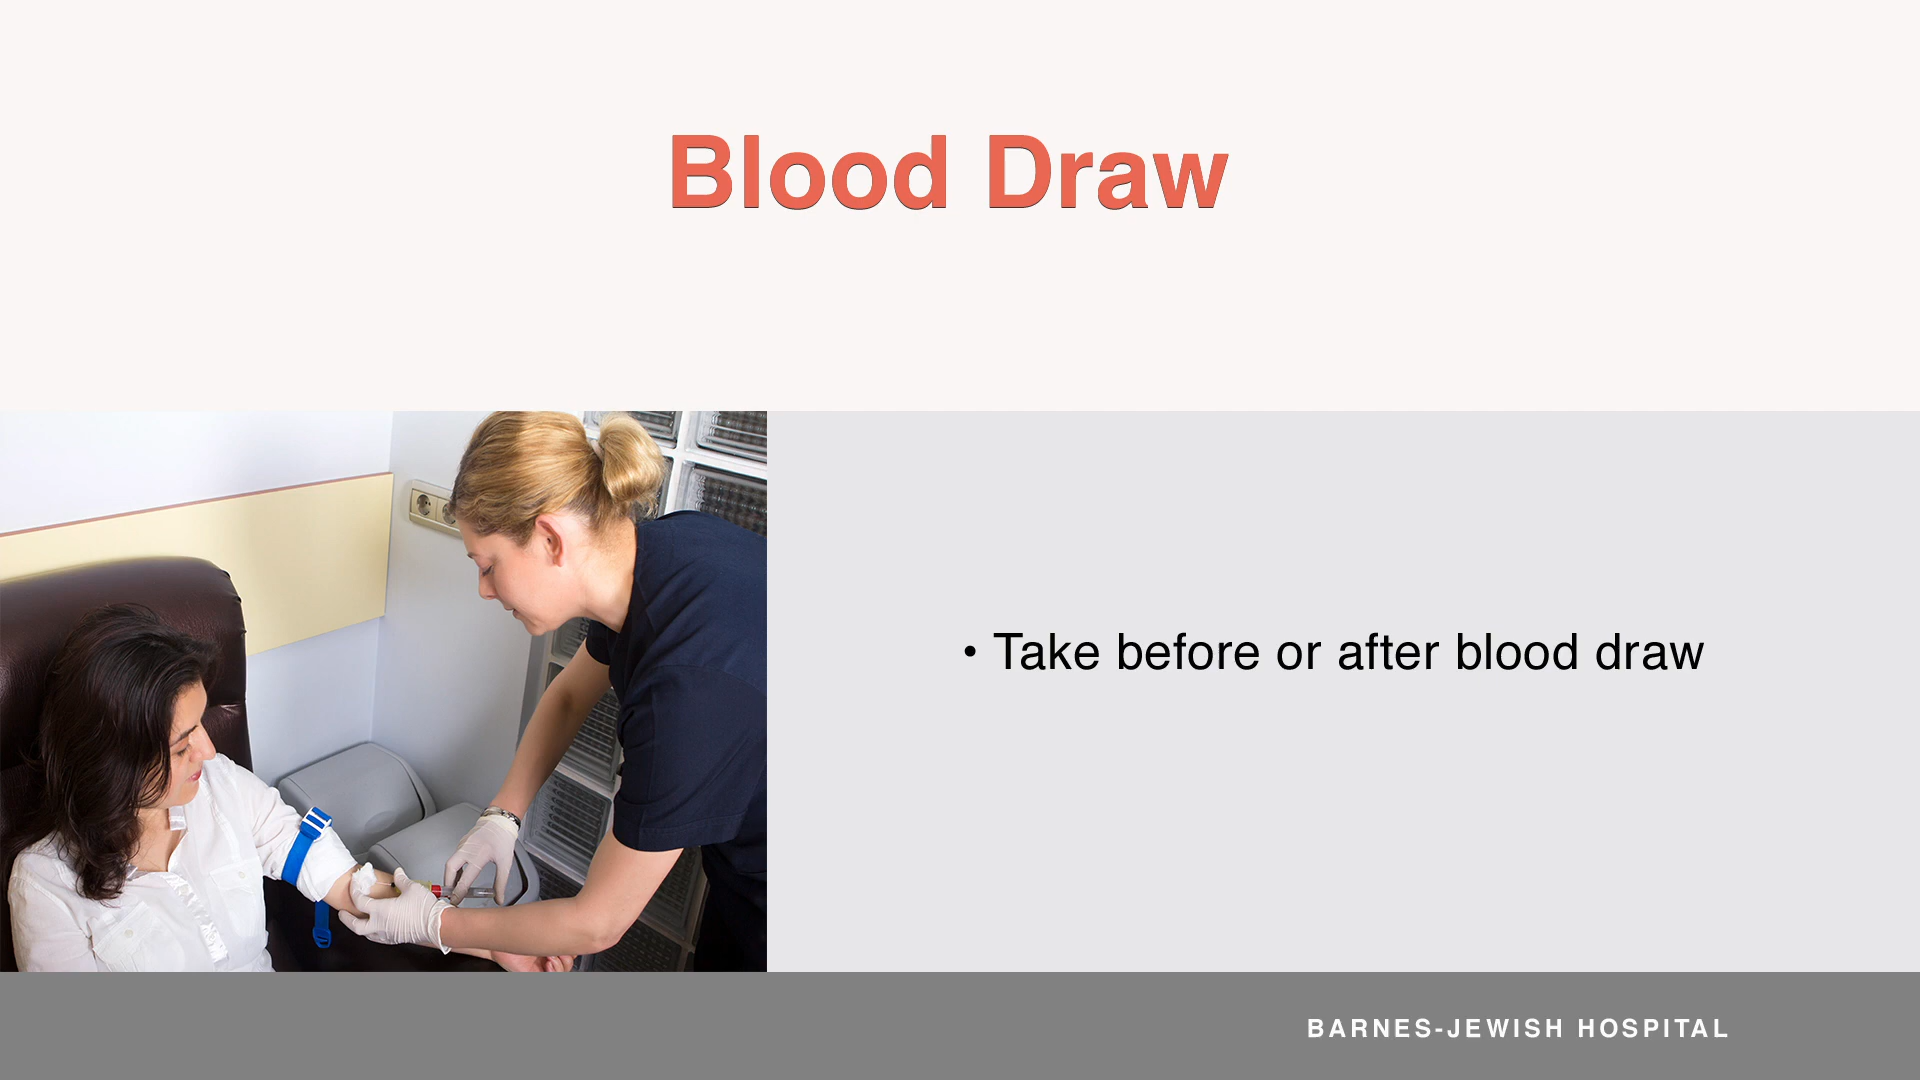 Blood Draw
• Take before or after blood draw
BARNES-JEWISH HOSPITAL